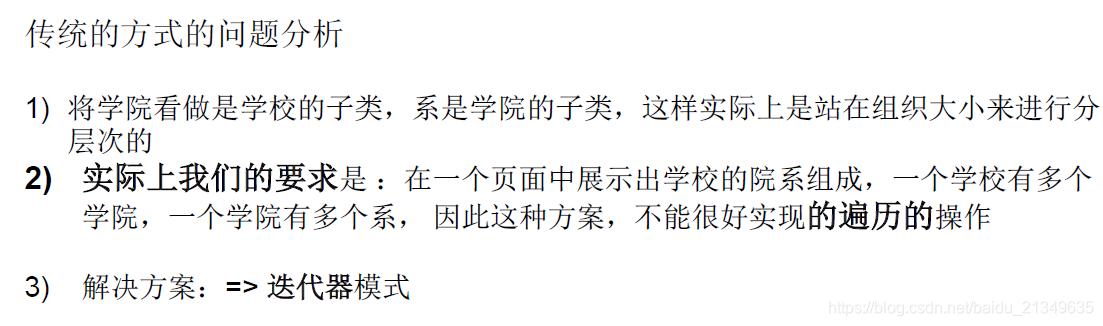 传统的方式的问题分析
1) 将学院看做是学校的子类，系是学院的子类，这样实际上是站在组织大小来进行分
层次的
2) 实际上我们的要求是 ：在一个页面中展示出学校的院系组成，一个学校有多个
学院，一个学院有多个系， 因此这种方案，不能很好实现的遍历的操作
3) 解决方案：=> 迭代器模式
https://blog.csdn.net/baidu_21349635